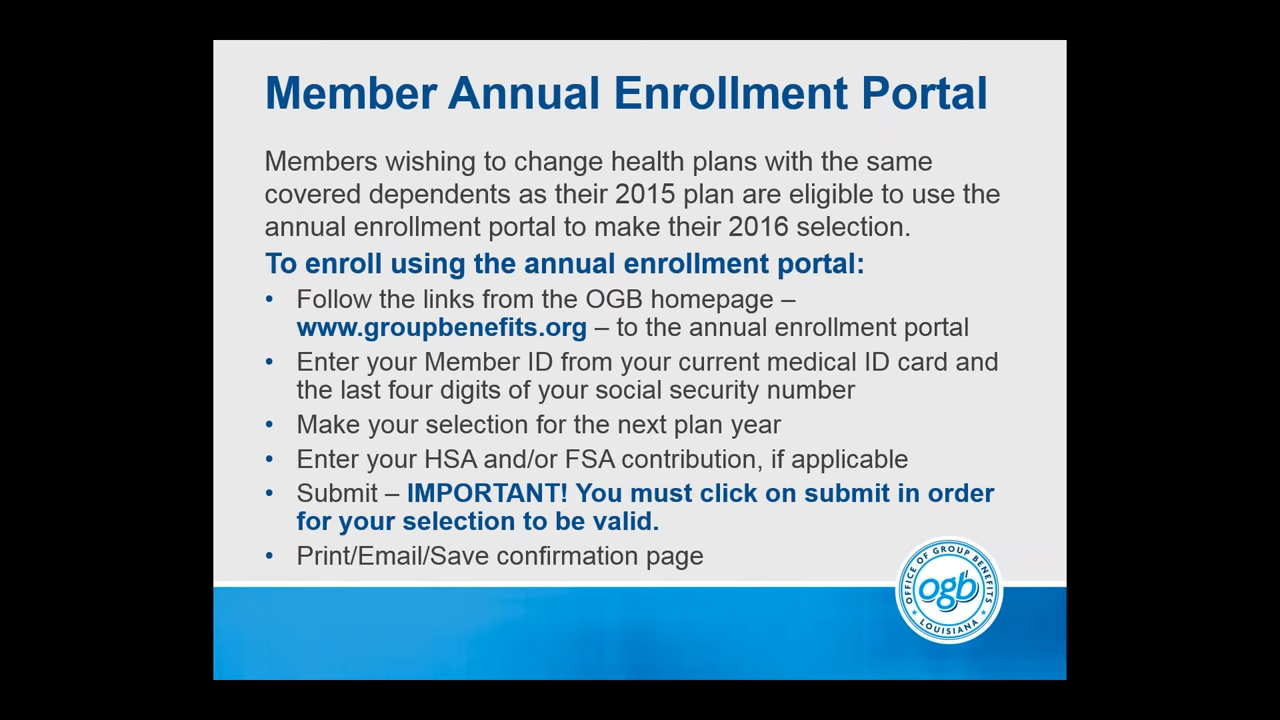 Member Annual Enrollment Portal
Members wishing to change health plans with the same
covered dependents as their 2015 plan are eligible to use the
annual enrollment portal to make their 2016 selection.
To enroll using the annual enrollment portal:
• Follow the links from the OGB homepage –
www.groupbenefits.org – to the annual enrollment portal
• Enter your Member ID from your current medical ID card and
the last four digits of your social security number
• Make your selection for the next plan year
• Enter your HSA and/or FSA contribution, if applicable
• Submit – IMPORTANT! You must click on submit in order
for your selection to be valid.
• Print/Email/Save confirmation page
OFFICE OF GROUP BENEFITS
ogb
LOUISIANA